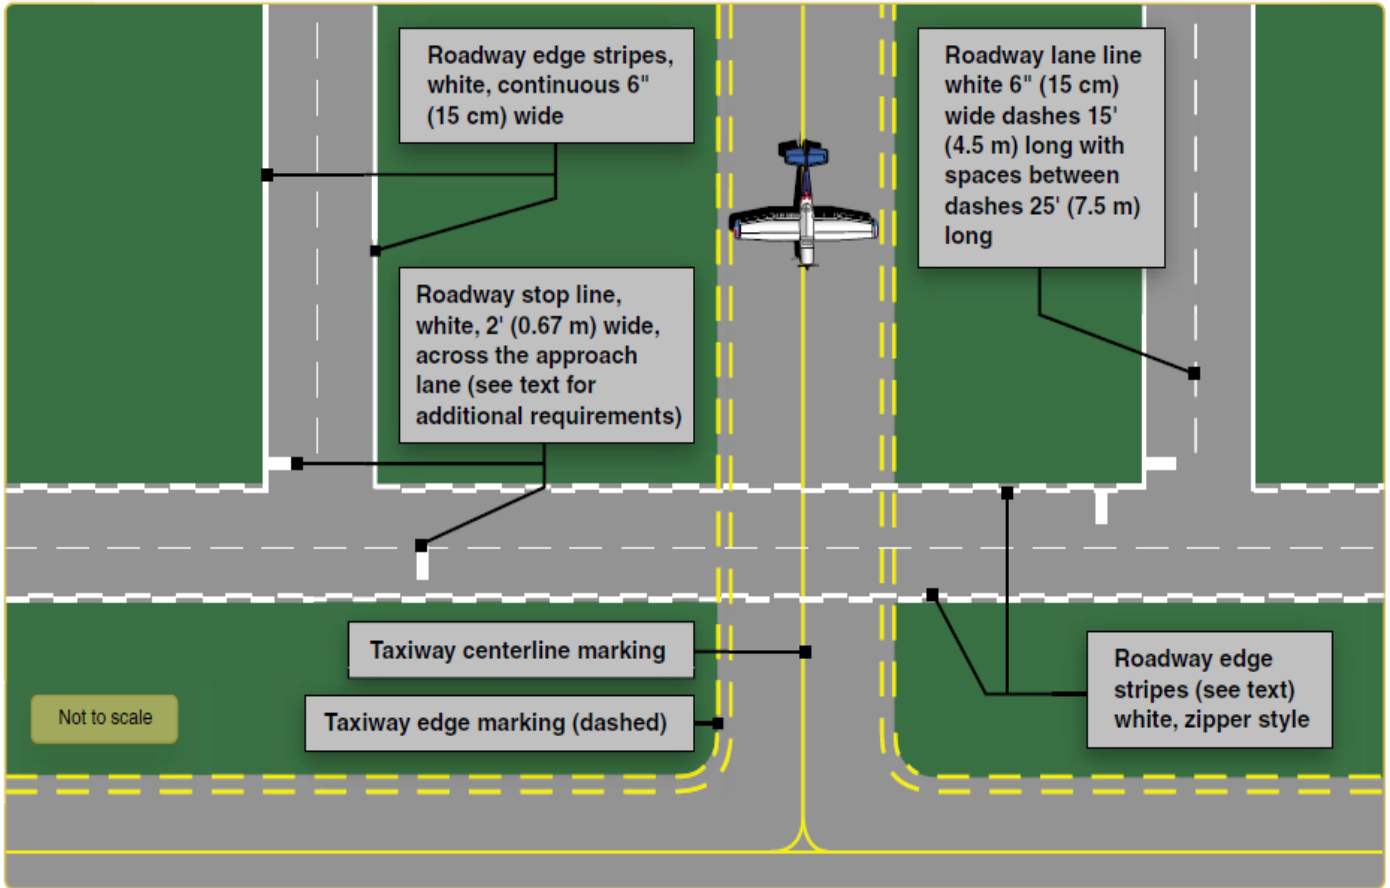 Roadway edge stripes,
white, continuous 6"
(15 cm) wide
Roadway lane line
white 6" (15 cm)
wide dashes 15'
(4.5 m) long with
spaces between
dashes 25' (7.5 m)
long
Roadway stop line,
white, 2' (0.67 m) wide,
across the approach
lane (see text for
additional requirements)
Taxiway centerline marking
Taxiway edge marking (dashed)
Not to scale
Roadway edge
stripes (see text)
white, zipper style